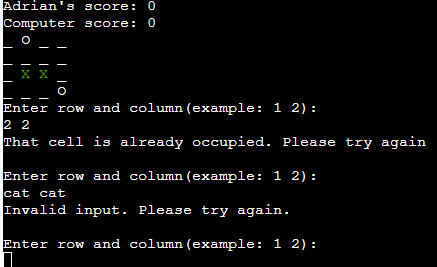 Adrian's score: 0
Computer score: 0
_ O _ _
_ _ _ _
_ X X _
_ _ _ O
Enter row and column(example: 1 2):
2 2
That cell is already occupied. Please try again

Enter row and column(example: 1 2):
cat cat
Invalid input. Please try again.

Enter row and column(example: 1 2):